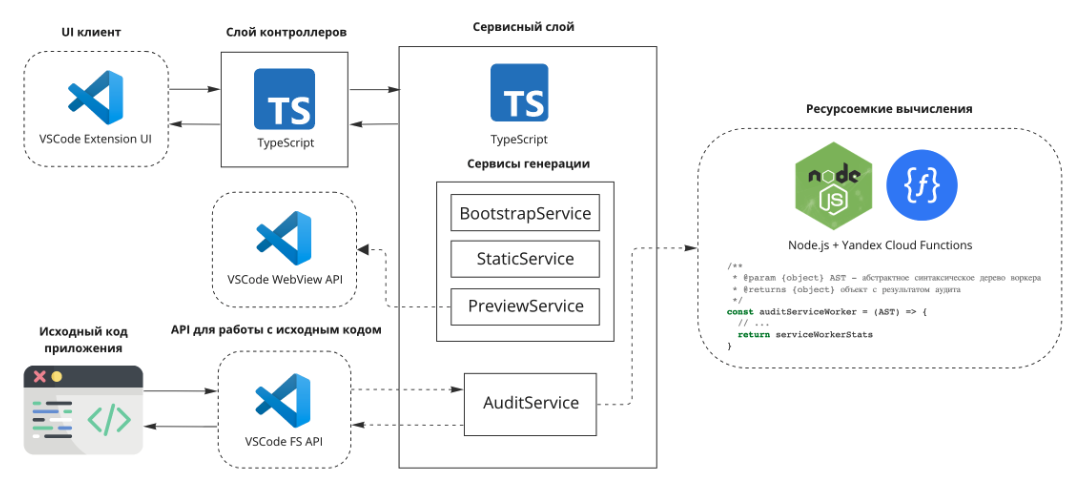 UI клиент
Слой контроллеров
Сервисный слой
TS
TS
VSCode Extension UI
TypeScript
TypeScript
Сервисы генерации
BootstrapService
StaticService
PreviewService
VSCode WebView API
Исходный код
приложения
API для работы с исходным кодом
</>
VSCode FS API
AuditService
Ресурсоемкие вычисления
node
JS
{f}
Node.js + Yandex Cloud Functions
/**
* @param {object} AST - абстрактное синтаксическое дерево воркера
* @returns {object} объект с результатом аудита
*/
const auditServiceWorker = (AST) => {
// ...
return serviceWorkerStats
}